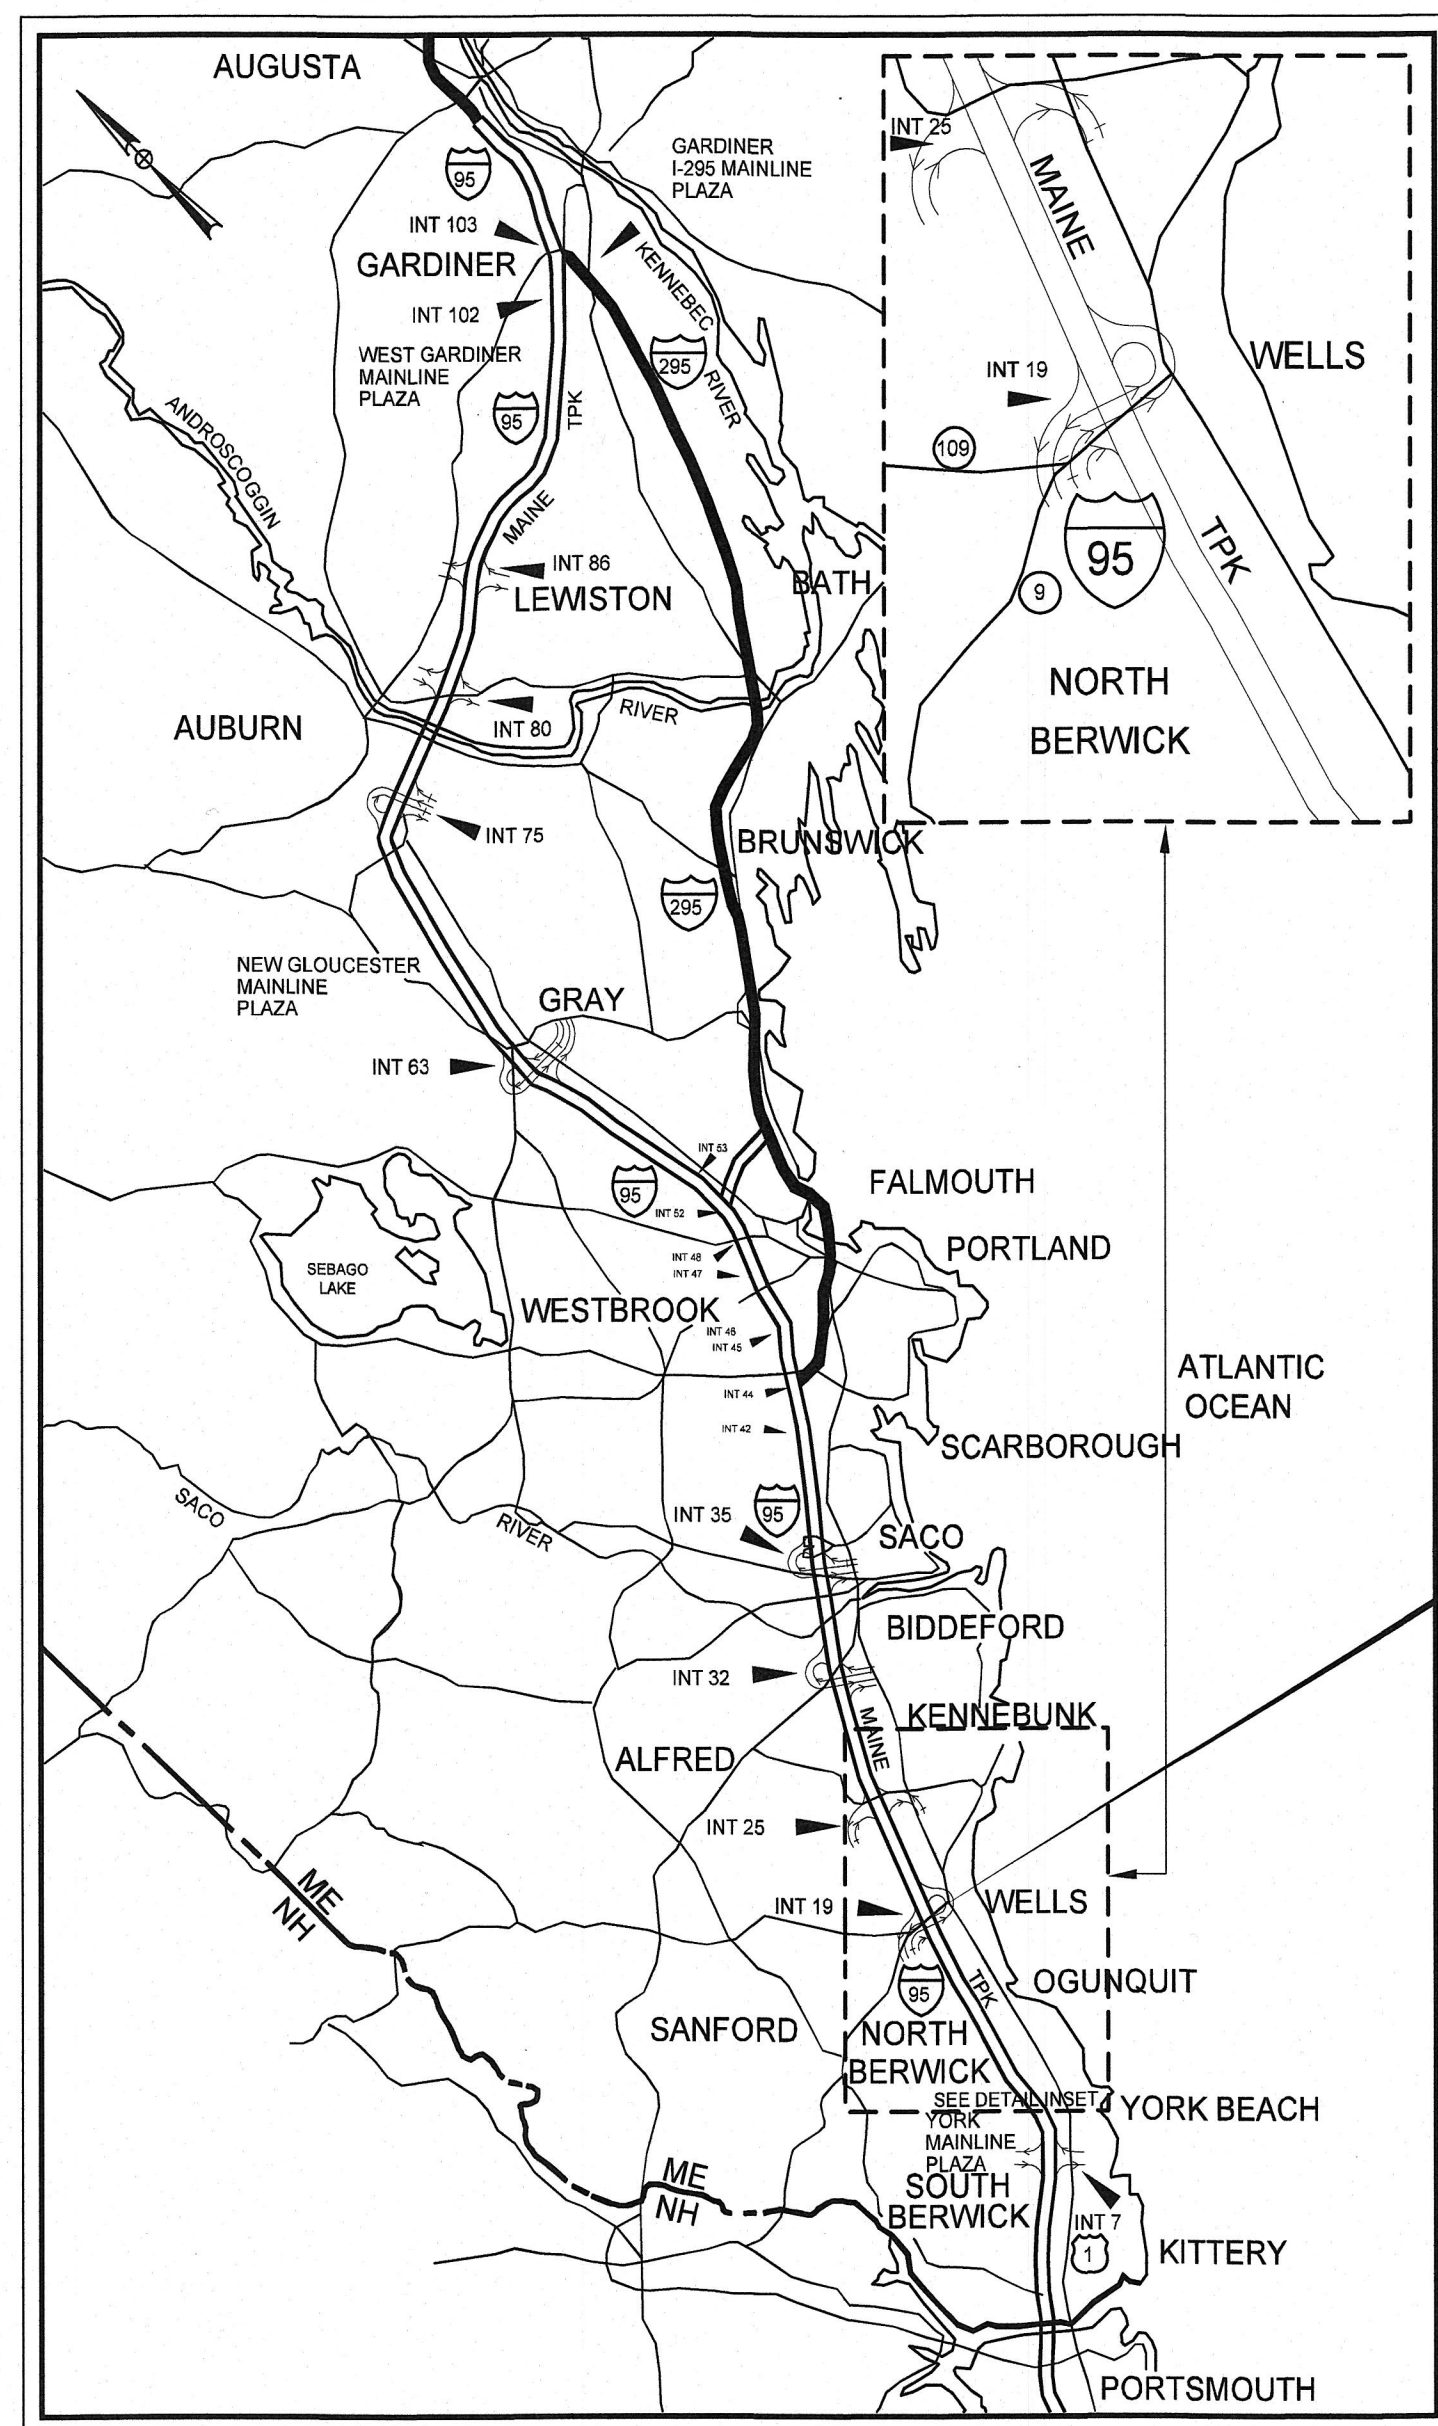 AUGUSTA
95
GARDINER
I-295 MAINLINE
PLAZA
INT 103
GARDINER
KENNEBEC
RIVER
INT 102
WEST GARDINER
MAINLINE
PLAZA
295
95
TPK
MAINE
ANDROSCOGGIN
INT 86
LEWISTON
BATH
AUBURN
INT 80
RIVER
INT 75
BRUNSWICK
295
NEW GLOUCESTER
MAINLINE
PLAZA
GRAY
INT 63
INT 53
95
INT 52
FALMOUTH
INT 48
PORTLAND
INT 47
SEBAGO
LAKE
WESTBROOK
INT 46
INT 45
INT 44
INT 42
ATLANTIC
OCEAN
SCARBOROUGH
SACO
RIVER
INT 35
95
SACO
BIDDEFORD
INT 32
MAINE
KENNEBUNK
ALFRED
INT 25
INT 19
WELLS
ME
NH
95
TPK
OGUNQUIT
SANFORD
NORTH
BERWICK
SEE DETAIL INSET
YORK BEACH
YORK
MAINLINE
PLAZA
SOUTH
BERWICK
ME
NH
INT 7
1
KITTERY
PORTSMOUTH
INT 25
MAINE
WELLS
INT 19
109
95
TPK
9
NORTH
BERWICK